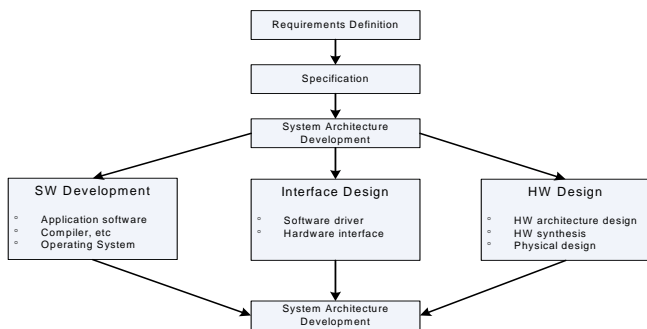 Requirements Definition
Specification
System Architecture
Development
SW Development
▫ Application software
▫ Compiler, etc
▫ Operating System
Interface Design
▫ Software driver
▫ Hardware interface
HW Design
▫ HW architecture design
▫ HW synthesis
▫ Physical design
System Architecture
Development